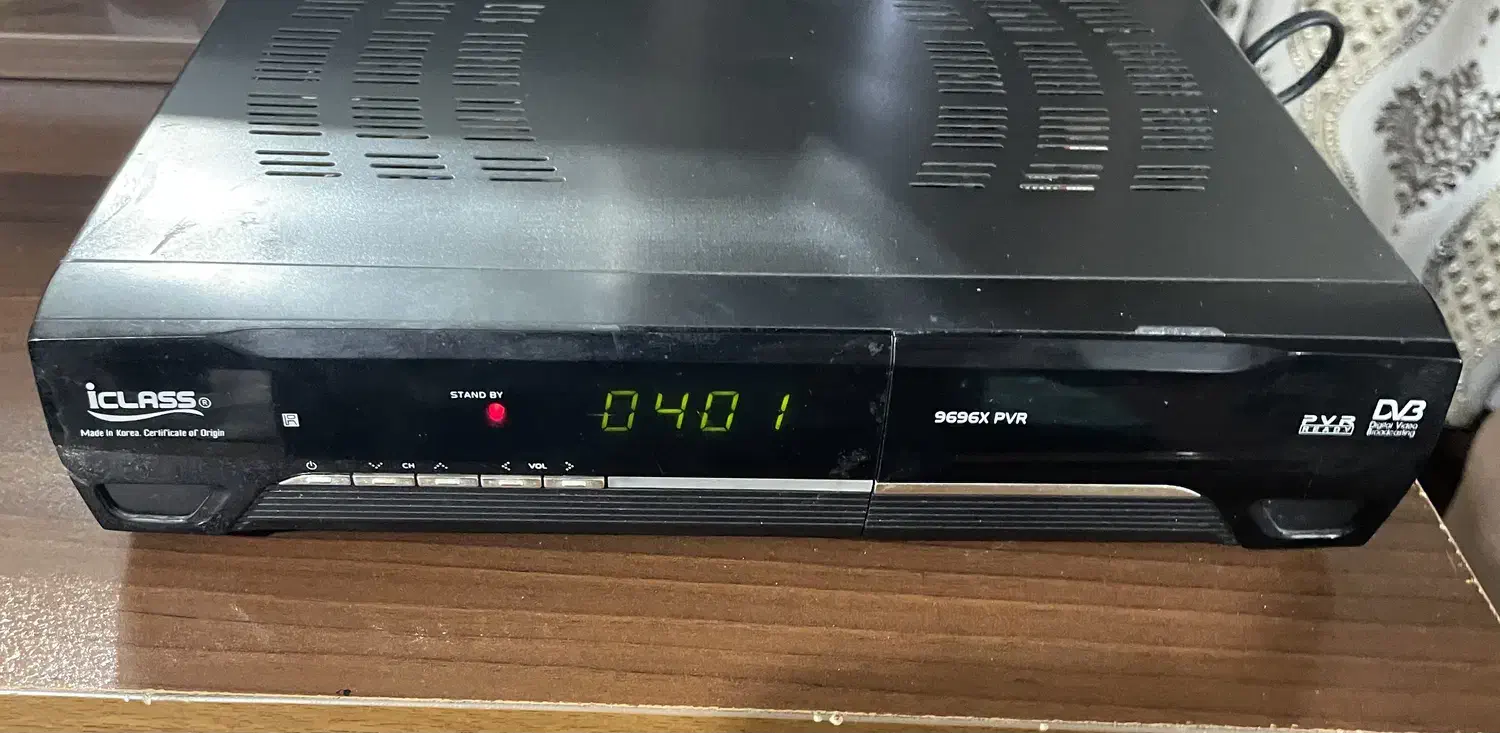 iCLASS®
Made In Korea. Certificate of Origin
IR
STAND BY
0401
CH
VOL
9696X PVR
PVR
READY
DVB
Digital Video
Broadcasting